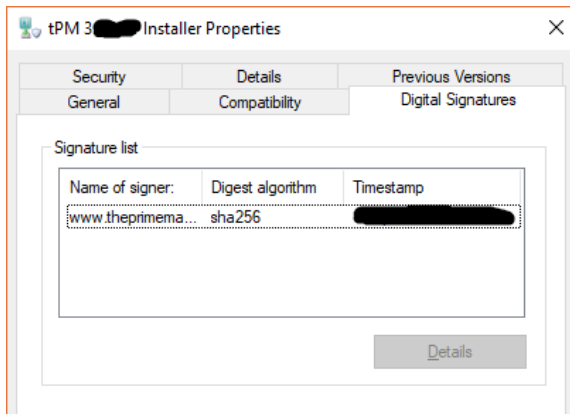 tPM 3 Installer Properties
Security Details Previous Versions
General Compatibility Digital Signatures
Signature list
Name of signer: Digest algorithm Timestamp
www.theprimema... sha256
Details